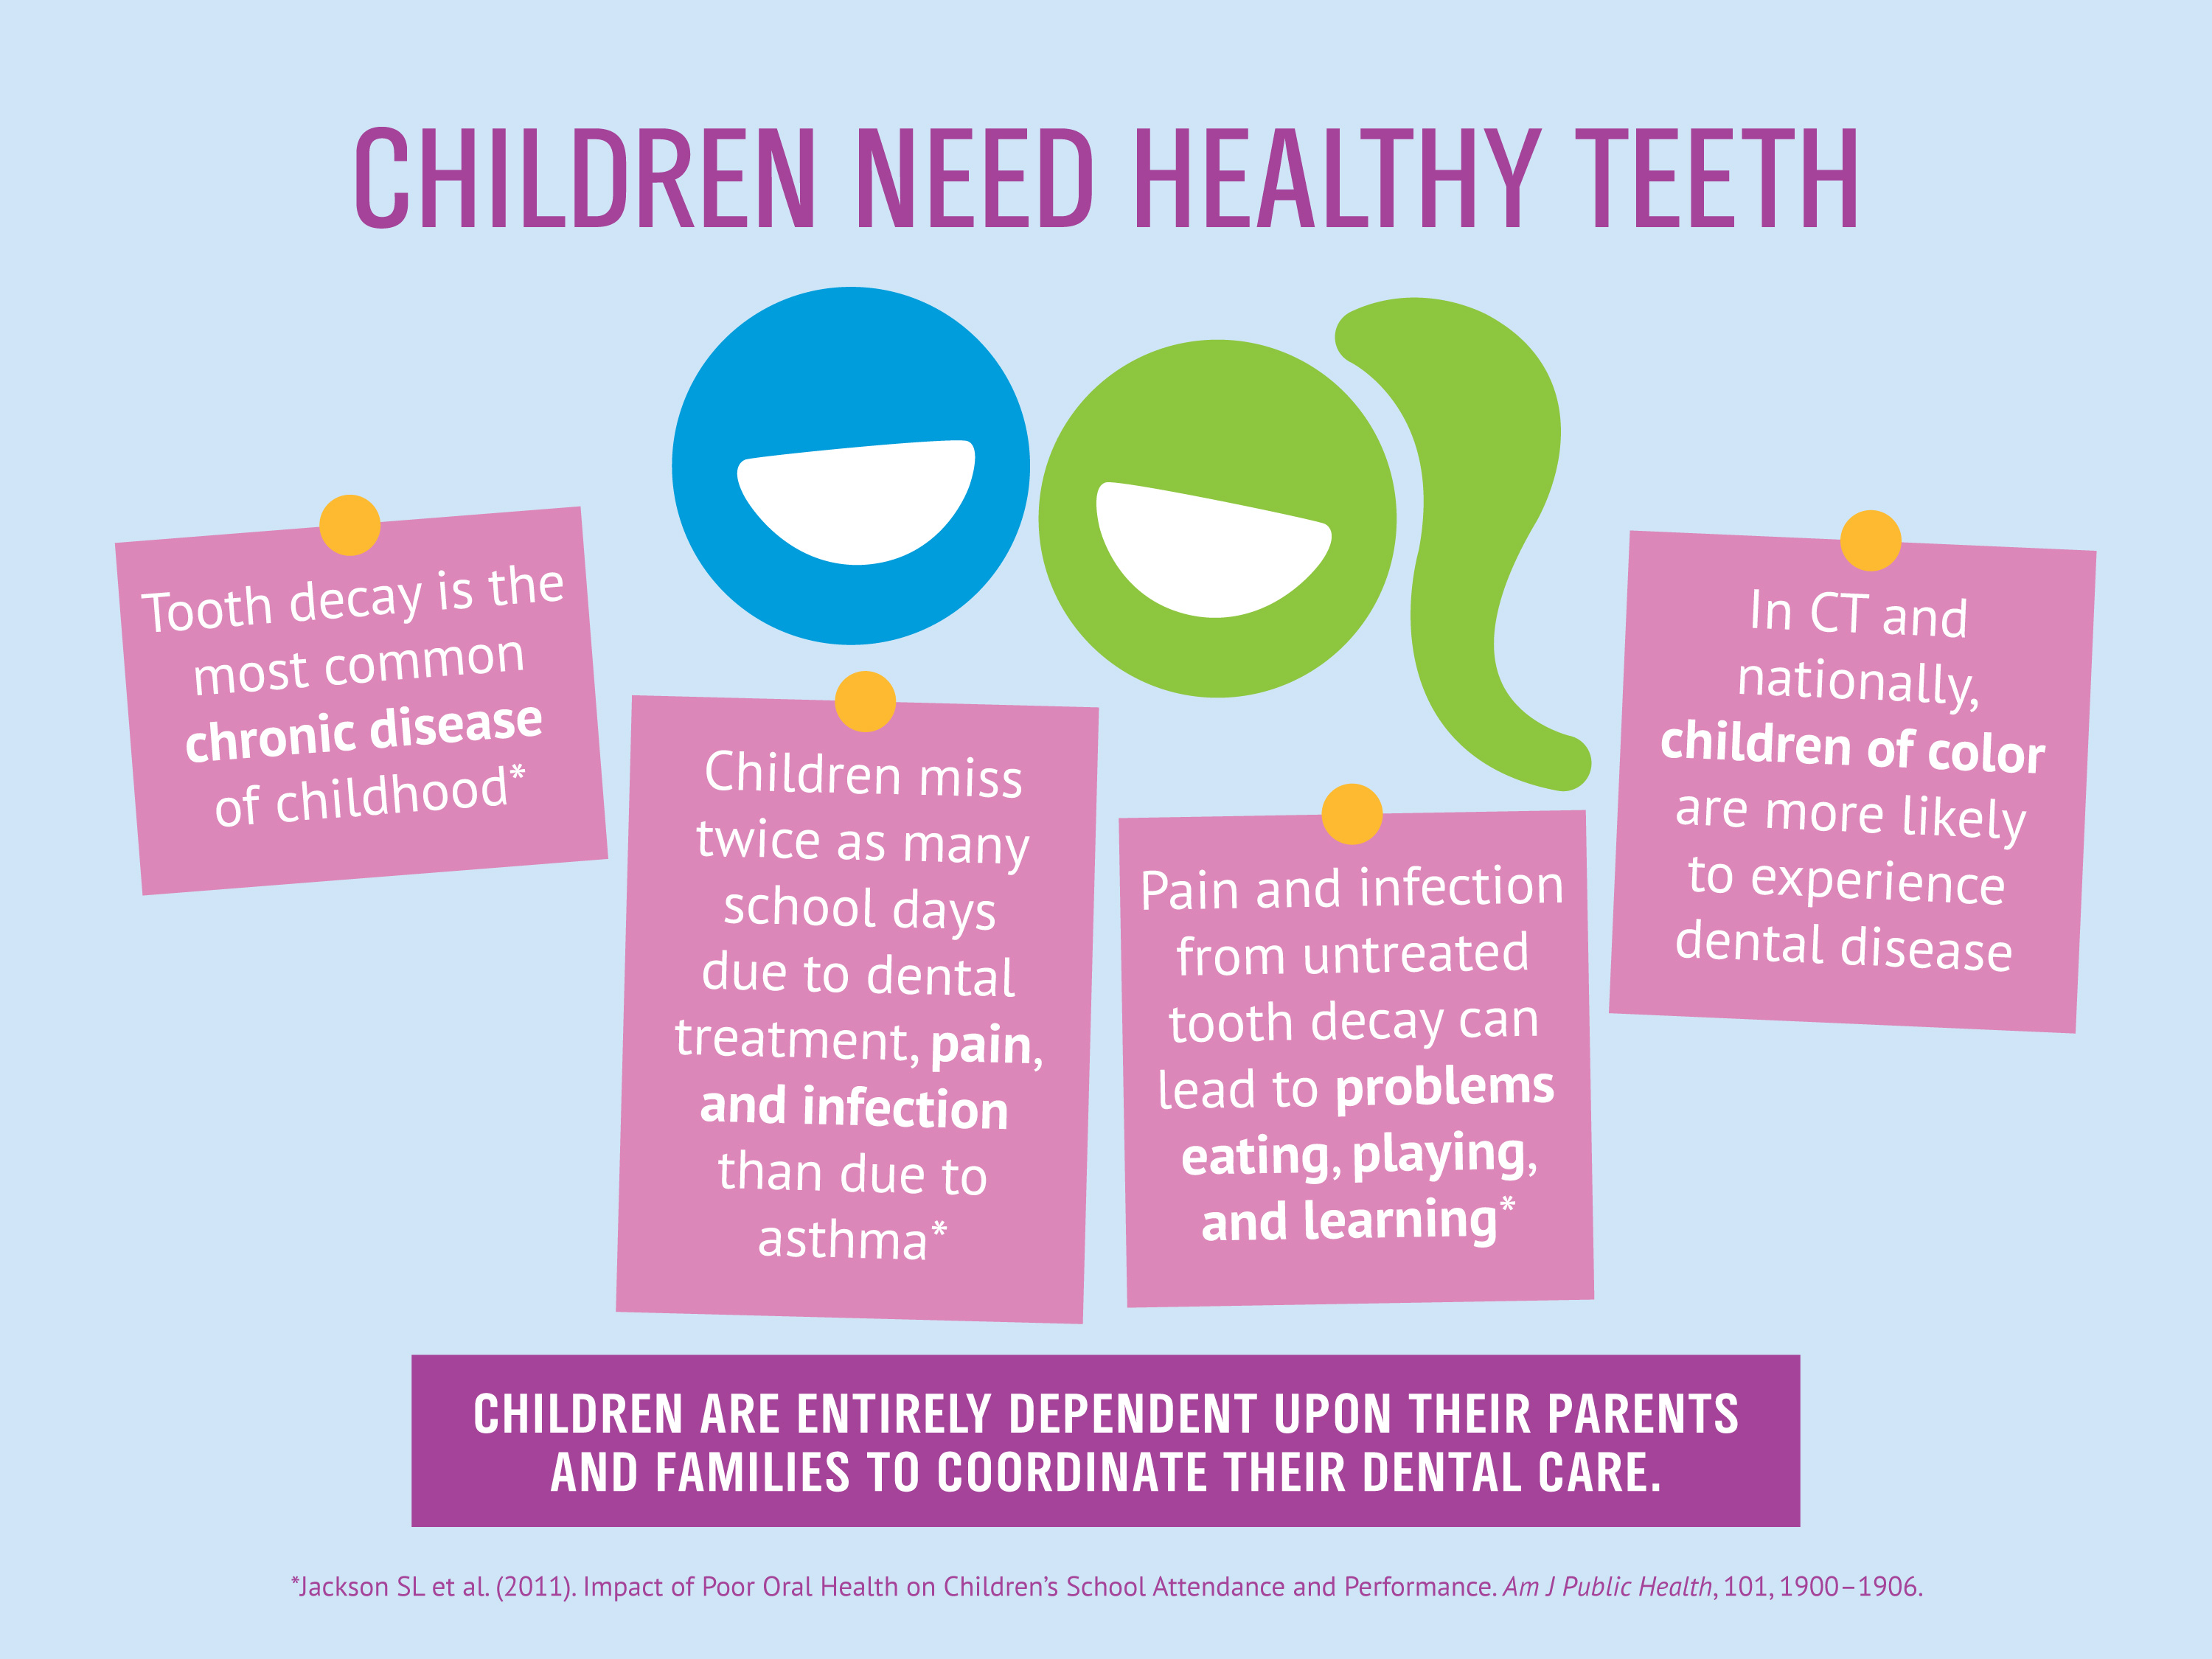 CHILDREN NEED HEALTHY TEETH
Tooth decay is the
most common
chronic disease
of childhood*
Children miss
twice as many
school days
due to dental
treatment, pain,
and infection
than due to
asthma*
Pain and infection
from untreated
tooth decay can
lead to problems
eating, playing,
and learning*
In CT and
nationally,
children of color
are more likely
to experience
dental disease
CHILDREN ARE ENTIRELY DEPENDENT UPON THEIR PARENTS
AND FAMILIES TO COORDINATE THEIR DENTAL CARE.
*Jackson SL et al. (2011). Impact of Poor Oral Health on Children’s School Attendance and Performance. Am J Public Health, 101, 1900–1906.